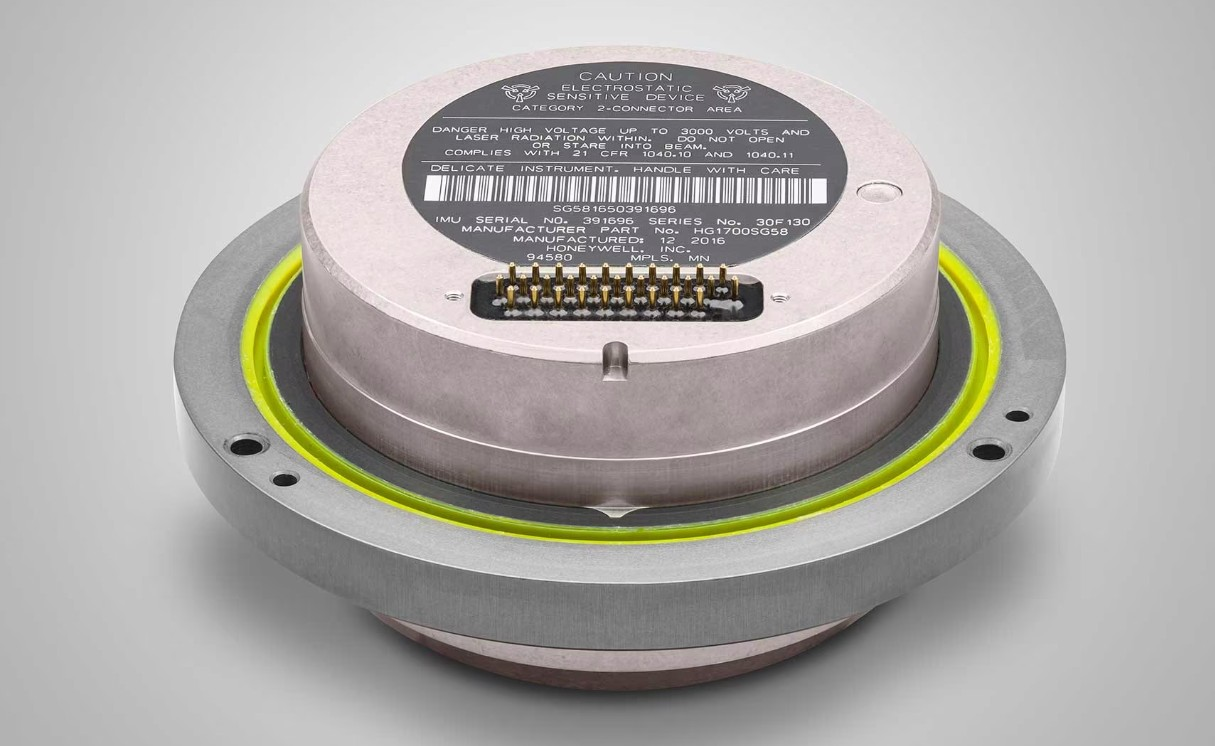 CAUTION
ELECTROSTATIC
SENSITIVE DEVICE
CATEGORY 2-CONNECTOR AREA
DANGER HIGH VOLTAGE UP TO 3000 VOLTS AND
LASER RADIATION WITHIN. DO NOT OPEN
OR STARE INTO BEAM.
COMPLIES WITH 21 CFR 1040.10 AND 1040.11
DELICATE INSTRUMENT. HANDLE WITH CARE
SG581650391696
IMU SERIAL NO. 391696 SERIES No. 30F130
MANUFACTURER PART No. HG1700SG58
MANUFACTURED: 12 2016
HONEYWELL. INC.
94580 MPLS. MN